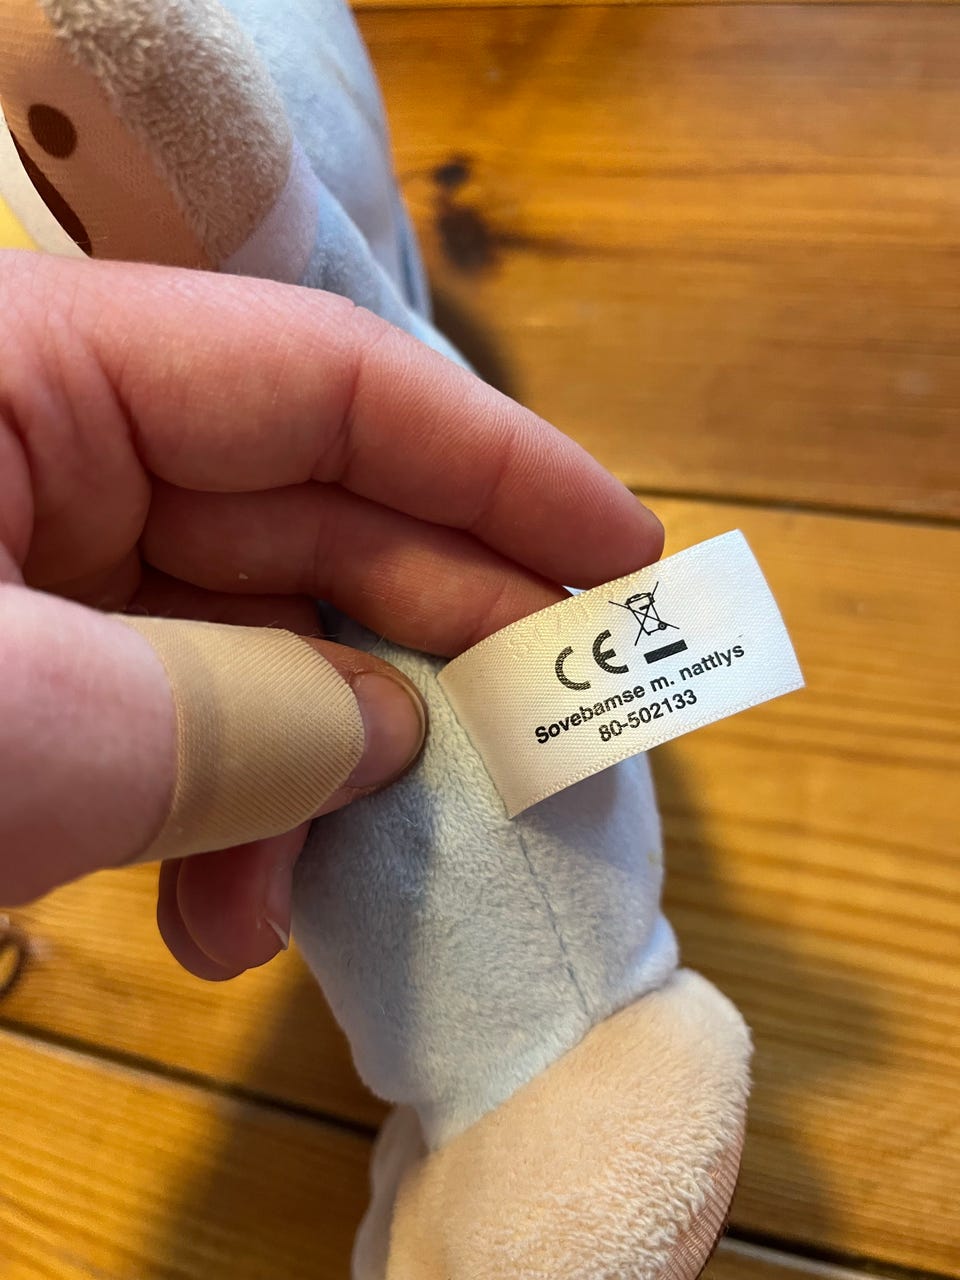 CE
Sovebamse m. nattlys
80-502133